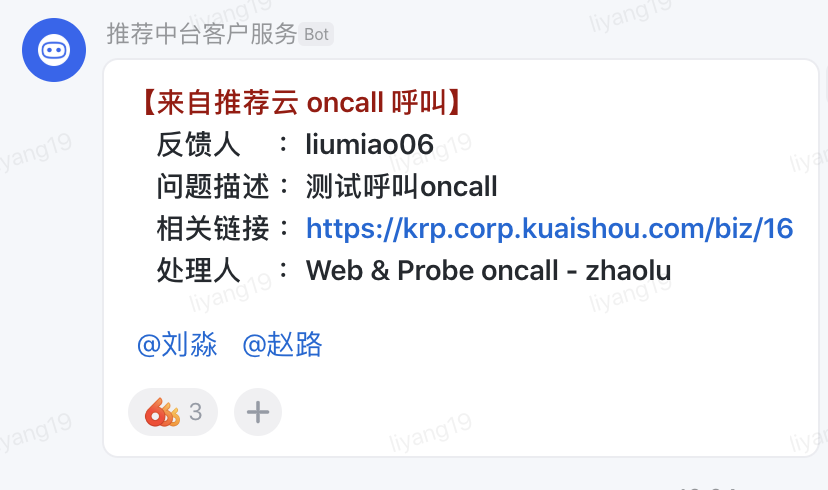 推荐中台客户服务 Bot
【来自推荐云 oncall 呼叫】
反馈人 ： liumiao06
问题描述： 测试呼叫oncall
相关链接： https://krp.corp.kuaishou.com/biz/16
处理人 ： Web & Probe oncall - zhaolu
@刘淼 @赵路
666 3 +
liyang19
liyang19
liyang19
liyang19
liyang19
liyang19
liyang19
liyang19
liyang19